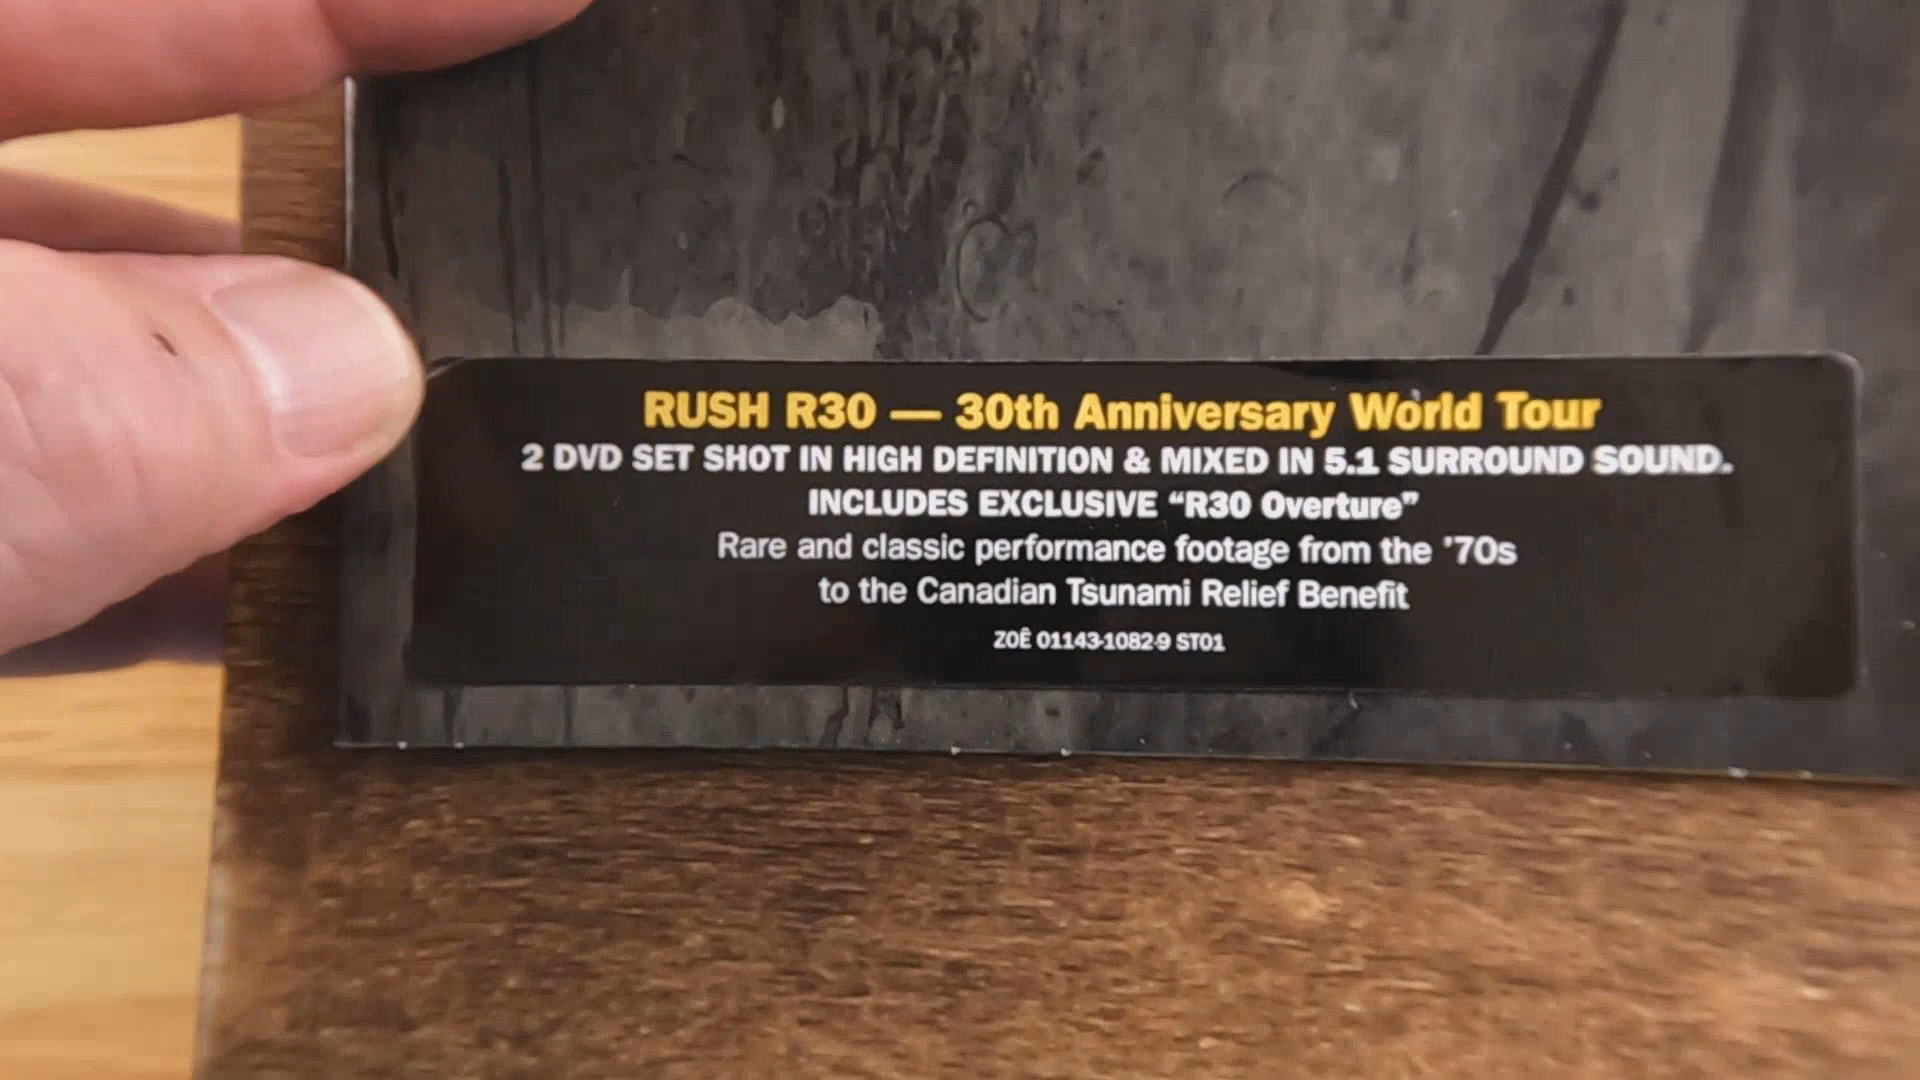 RUSH R30 — 30th Anniversary World Tour
2 DVD SET SHOT IN HIGH DEFINITION & MIXED IN 5.1 SURROUND SOUND.
INCLUDES EXCLUSIVE “R30 Overture”
Rare and classic performance footage from the ’70s
to the Canadian Tsunami Relief Benefit
ZOÊ 01143-1082-9 ST01